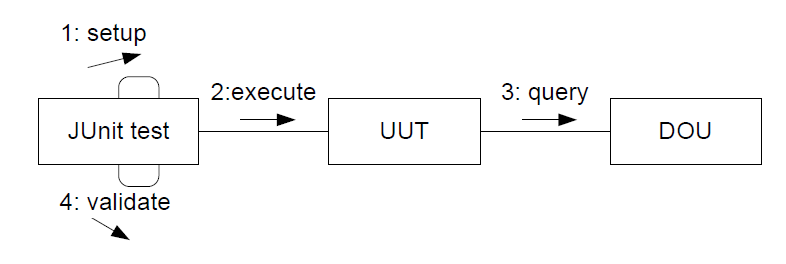 1: setup
2:execute
3: query
JUnit test
UUT
DOU
4: validate